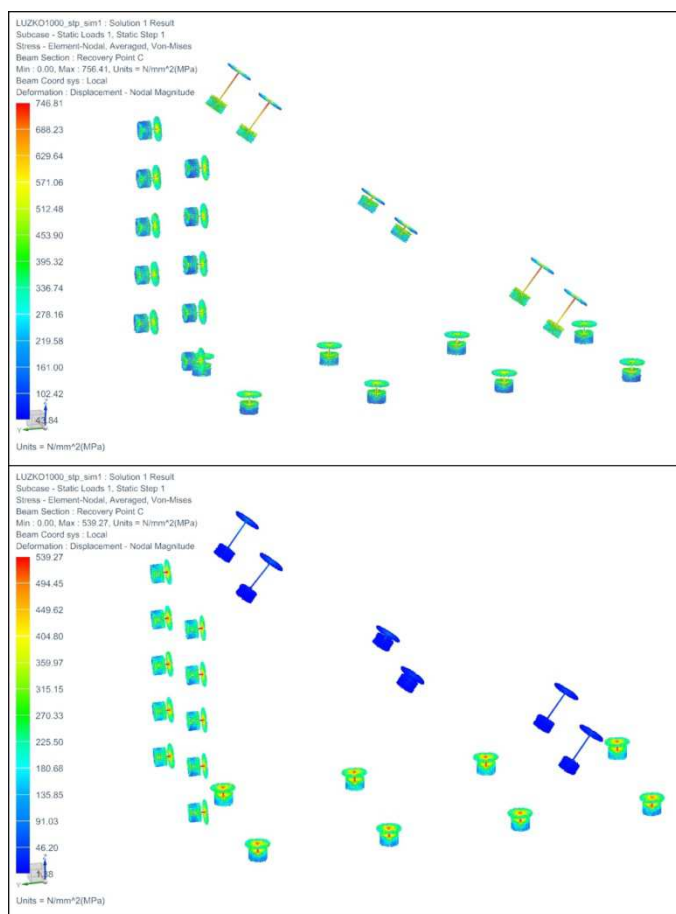 LUZKO1000_stp_sim1 : Solution 1 Result
Subcase - Static Loads 1, Static Step 1
Stress - Element-Nodal, Averaged, Von-Mises
Beam Section : Recovery Point C
Min : 0.00, Max : 756.41, Units = N/mm^2(MPa)
Beam Coord sys : Local
Deformation : Displacement - Nodal Magnitude
746.81
688.23
629.64
571.06
512.48
453.90
395.32
336.74
278.16
219.58
161.00
102.42
43.84
Units = N/mm^2(MPa)
LUZKO1000_stp_sim1 : Solution 1 Result
Subcase - Static Loads 1, Static Step 1
Stress - Element-Nodal, Averaged, Von-Mises
Beam Section : Recovery Point C
Min : 0.00, Max : 539.27, Units = N/mm^2(MPa)
Beam Coord sys : Local
Deformation : Displacement - Nodal Magnitude
539.27
494.45
449.62
404.80
359.97
315.15
270.33
225.50
180.68
135.85
91.03
46.20
Units = N/mm^2(MPa)